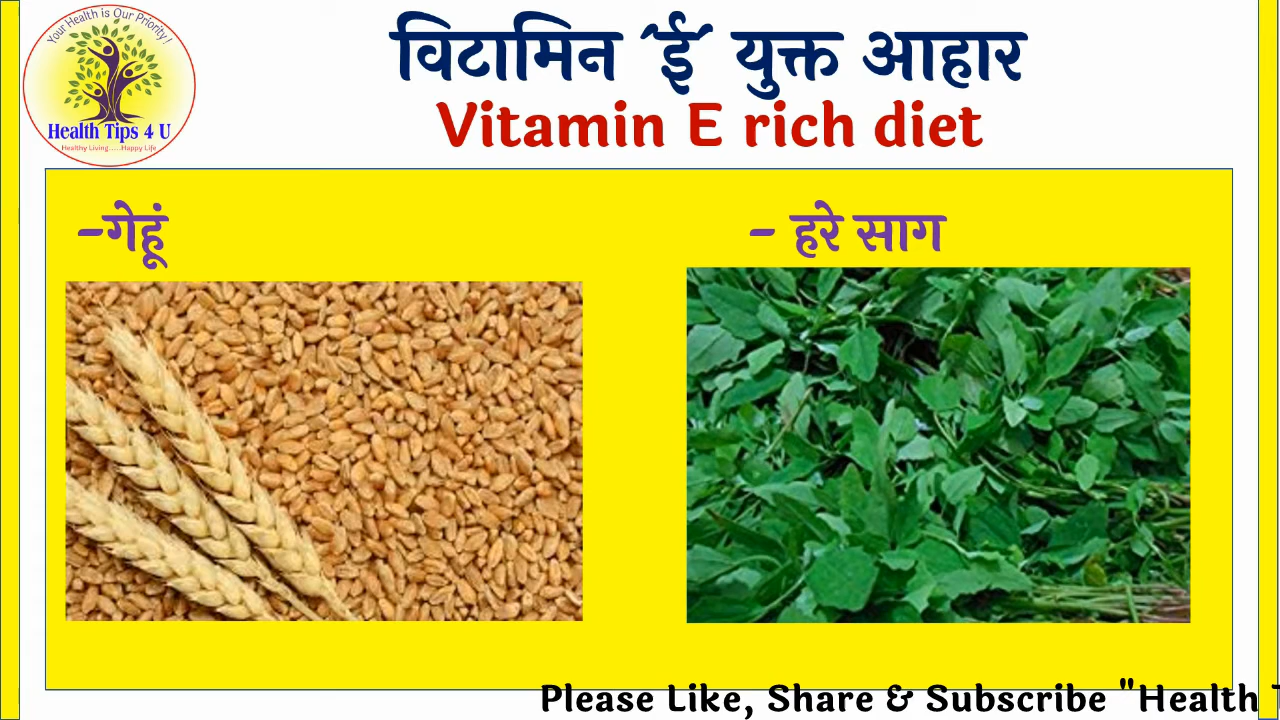 Your Health is Our Priority!
Health Tips 4 U
Healthy Living.....Happy Life
विटामिन 'ई' युक्त आहार
Vitamin E rich diet
-गेहूं
- हरे साग
Please Like, Share & Subscribe "Health